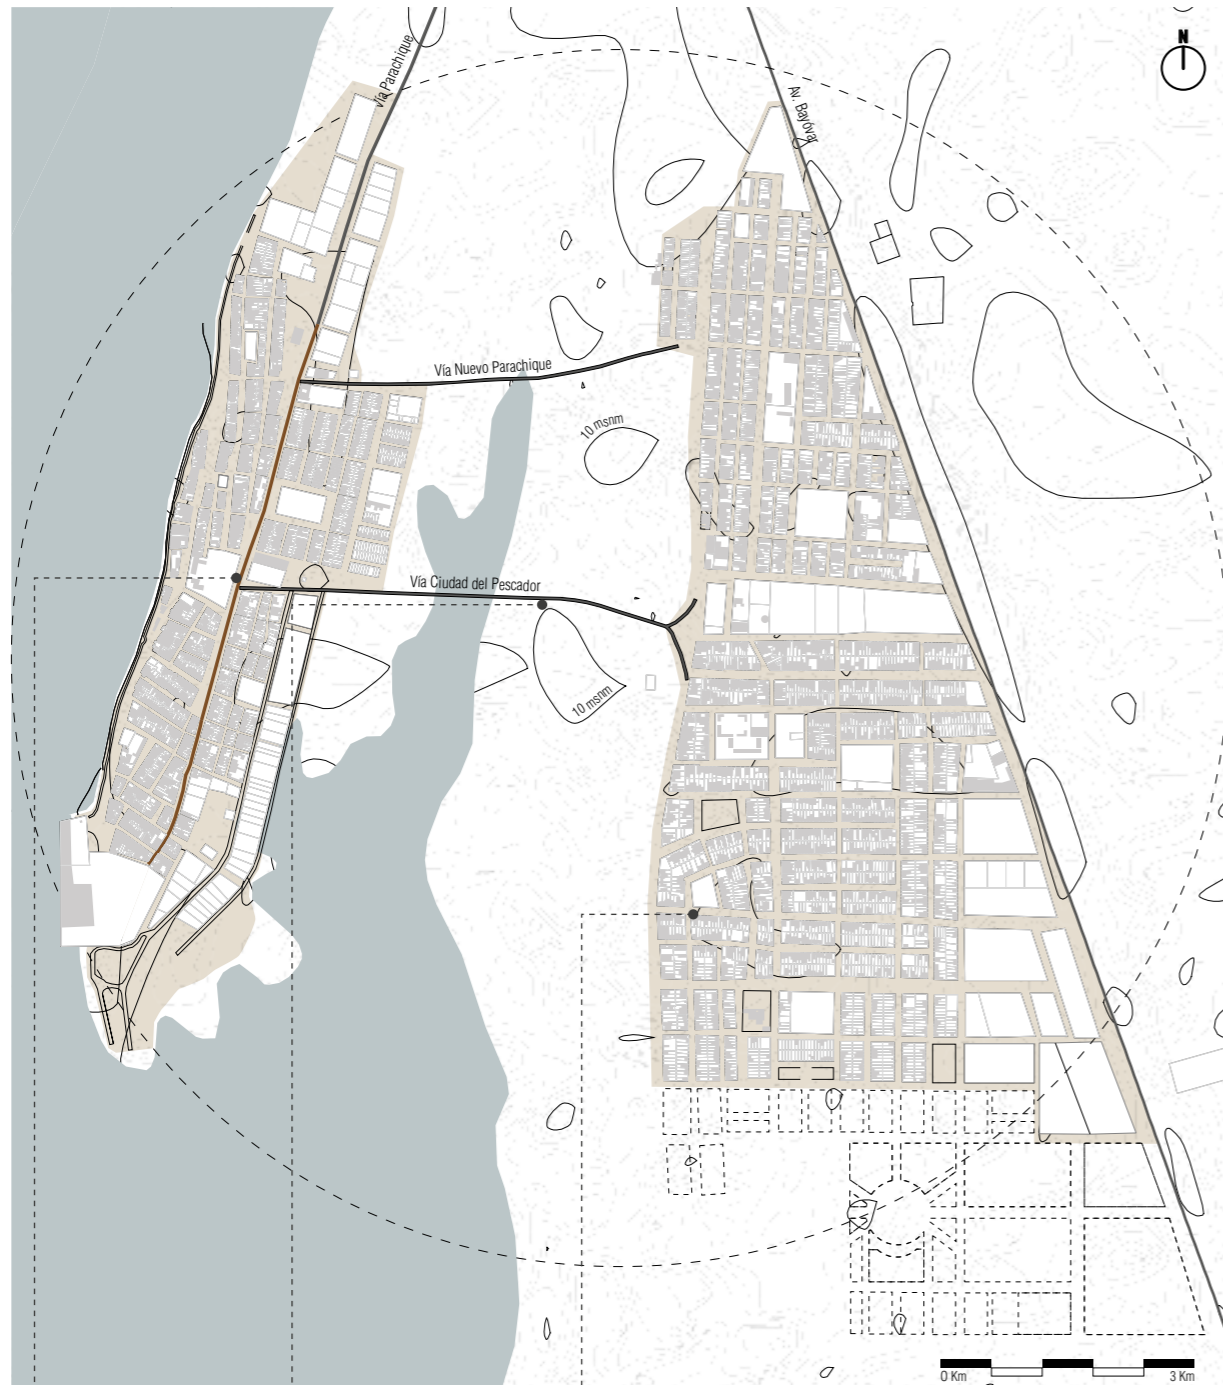 N
Vía Parachique
Av. Bayóvar
Vía Nuevo Parachique
10 msnm
Vía Ciudad del Pescador
10 msnm
0 Km
3 Km